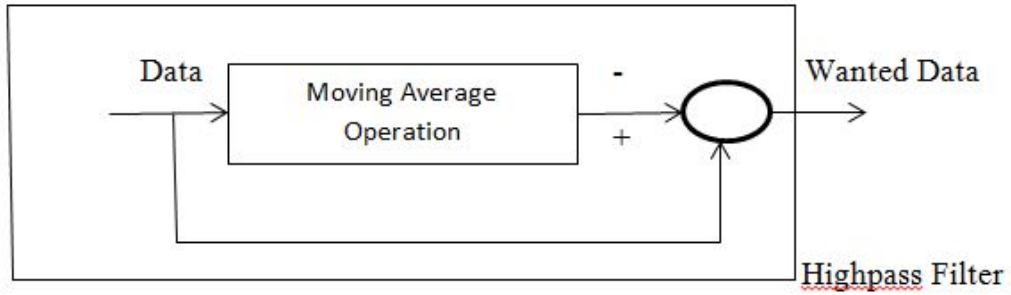 Data
Moving Average
Operation
-
+
Wanted Data
Highpass Filter